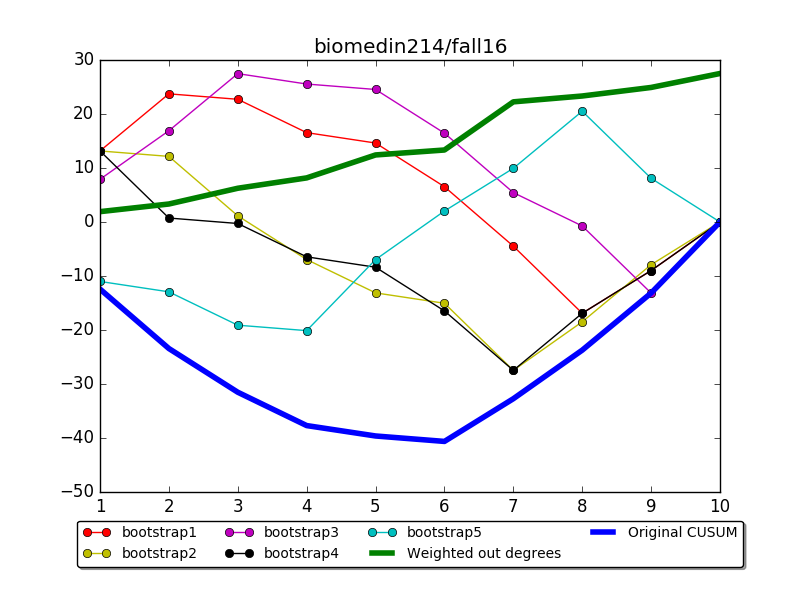 biomedin214/fall16
30
20
10
0
−10
−20
−30
−40
−50
1 2 3 4 5 6 7 8 9 10
bootstrap1 bootstrap3 bootstrap5 Original CUSUM
bootstrap2 bootstrap4 Weighted out degrees